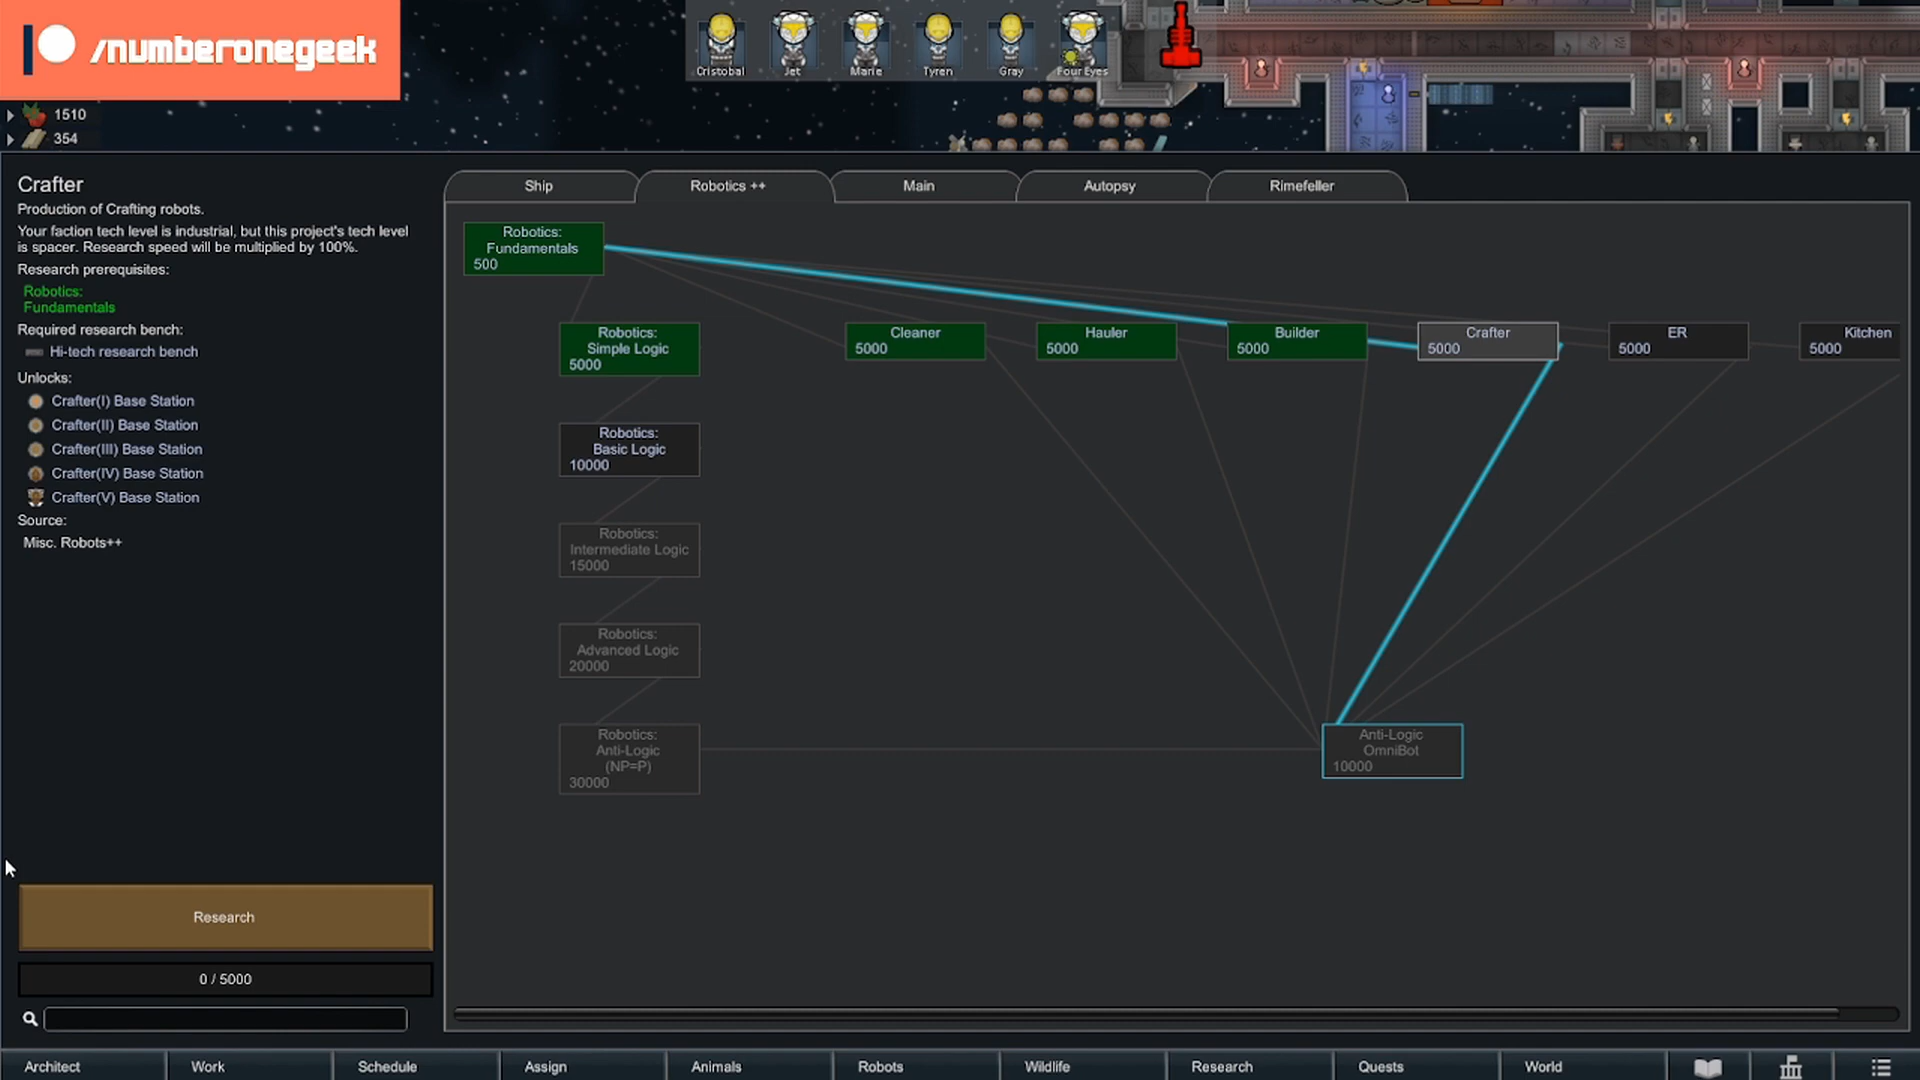 /numberonegeek
Cristobal
Jet
Marie
Tyren
Gray
Four Eyes
1510
354
Crafter
Production of Crafting robots.
Your faction tech level is industrial, but this project's tech level
is spacer. Research speed will be multiplied by 100%.
Research prerequisites:
Robotics:
Fundamentals
Required research bench:
Hi-tech research bench
Unlocks:
Crafter(I) Base Station
Crafter(II) Base Station
Crafter(III) Base Station
Crafter(IV) Base Station
Crafter(V) Base Station
Source:
Misc. Robots++
Research
0 / 5000
Ship
Robotics ++
Main
Autopsy
Rimefeller
Robotics:
Fundamentals
500
Robotics:
Simple Logic
5000
Cleaner
5000
Hauler
5000
Builder
5000
Crafter
5000
ER
5000
Kitchen
5000
Robotics:
Basic Logic
10000
Robotics:
Intermediate Logic
15000
Robotics:
Advanced Logic
20000
Robotics:
Anti-Logic
(NP=P)
30000
Anti-Logic
OmniBot
10000
Architect
Work
Schedule
Assign
Animals
Robots
Wildlife
Research
Quests
World